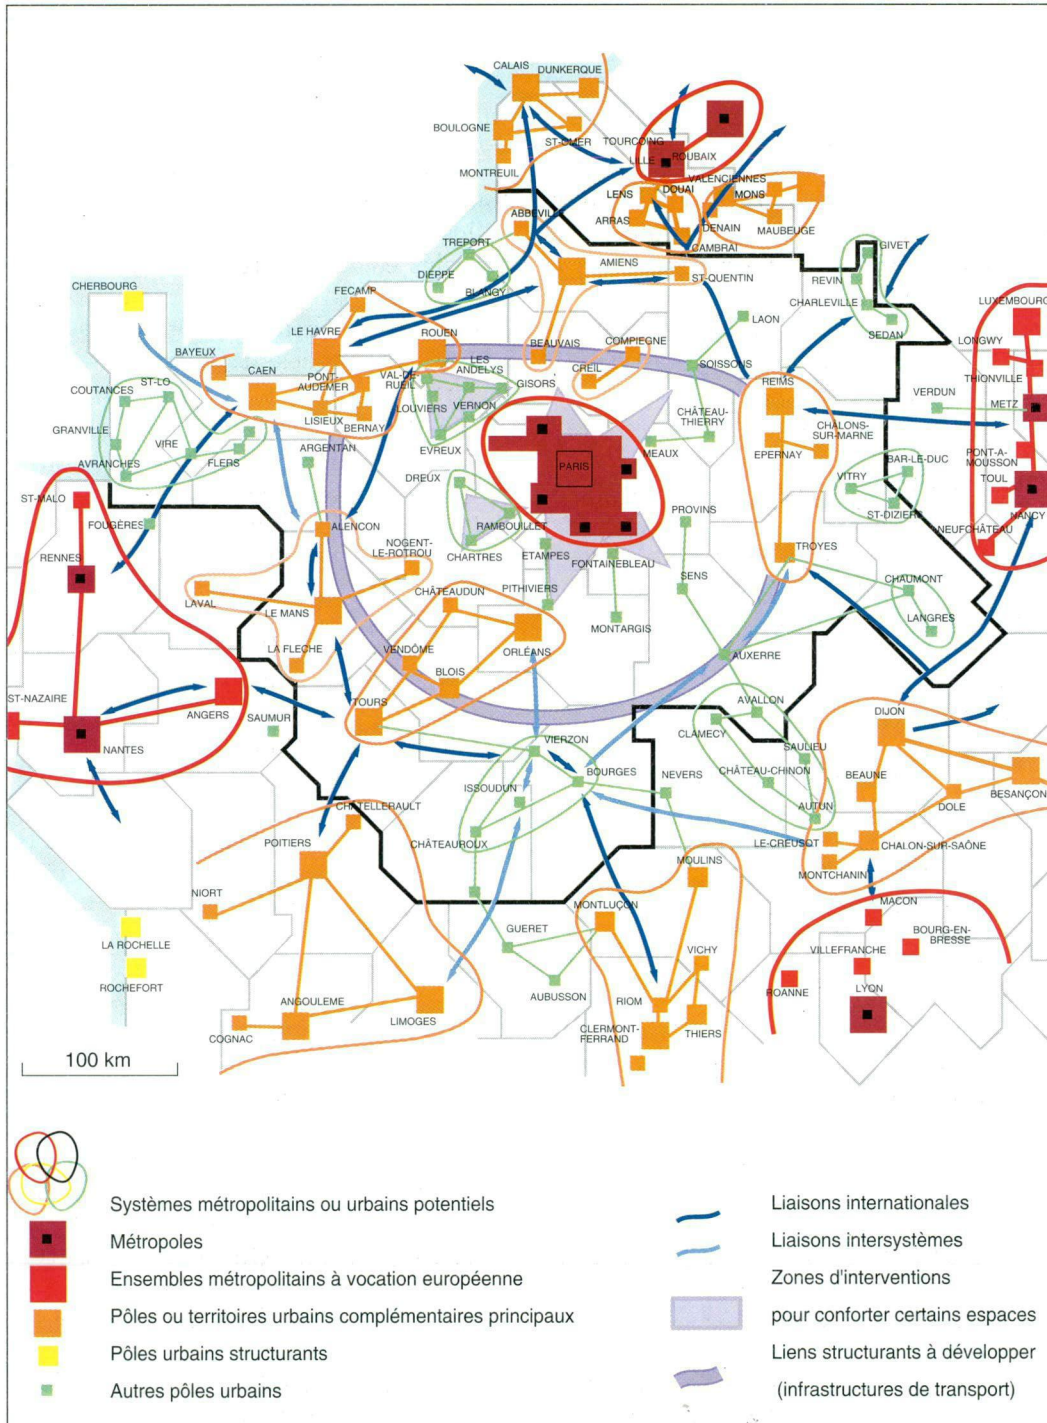 CALAIS
DUNKERQUE
BOULOGNE
ST-OMER
MONTREUIL
TOURCOING
LILLE
ROUBAIX
VALENCIENNES
LENS
DOUAI
MONS
ARRAS
DENAIN
MAUBEUGE
CAMBRAI
ABBEVILLE
TREPORT
DIEPPE
BLANGY
AMIENS
ST-QUENTIN
GIVET
REVIN
CHARLEVILLE
SEDAN
CHERBOURG
FECAMP
LE HAVRE
ROUEN
BEAUVAIS
COMPIEGNE
CREIL
LAON
SOISSONS
LUXEMBOURG
LONGWY
THIONVILLE
METZ
VERDUN
BAYEUX
CAEN
PONT-
AUDEMER
VAL-DE-
RUEIL
LES
ANDELYS
GISORS
LOUVIERS
VERNON
LISIEUX
BERNAY
EVREUX
REIMS
CHÂTEAU-
THIERRY
MEAUX
CHÂLONS-
SUR-MARNE
EPERNAY
PONT-A-
MOUSSON
TOUL
NANCY
NEUFCHÂTEAU
COUTANCES
ST-LO
GRANVILLE
VIRE
AVRANCHES
FLERS
ARGENTAN
DREUX
PARIS
RAMBOUILLET
CHARTRES
ETAMPES
FONTAINEBLEAU
PROVINS
BAR-LE-DUC
VITRY
ST-DIZIERS
ST-MALO
FOUGÈRES
RENNES
ALENCON
NOGENT-
LE-ROTROU
LAVAL
LE MANS
LA FLECHE
CHÂTEAUDUN
PITHIVIERS
MONTARGIS
SENS
TROYES
CHAUMONT
LANGRES
VENDÔME
BLOIS
ORLÉANS
AUXERRE
ST-NAZAIRE
NANTES
ANGERS
SAUMUR
TOURS
AVALLON
CLAMECY
SAULIEU
CHÂTEAU-CHINON
AUTUN
DIJON
BEAUNE
DOLE
BESANÇON
VIERZON
BOURGES
NEVERS
ISSOUDUN
CHÂTEAUROUX
CHÂTELLERAULT
POITIERS
NIORT
LE-CREUSOT
CHALON-SUR-SAÔNE
MONTCHANIN
MOULINS
MONTLUÇON
MACON
BOURG-EN-
BRESSE
VILLEFRANCHE
ROANNE
LYON
LA ROCHELLE
ROCHEFORT
GUERET
AUBUSSON
VICHY
RIOM
CLERMONT-
FERRAND
THIERS
ANGOULEME
LIMOGES
COGNAC
100 km
Systèmes métropolitains ou urbains potentiels
Métropoles
Ensembles métropolitains à vocation européenne
Pôles ou territoires urbains complémentaires principaux
Pôles urbains structurants
Autres pôles urbains
Liaisons internationales
Liaisons intersystèmes
Zones d'interventions
pour conforter certains espaces
Liens structurants à développer
(infrastructures de transport)